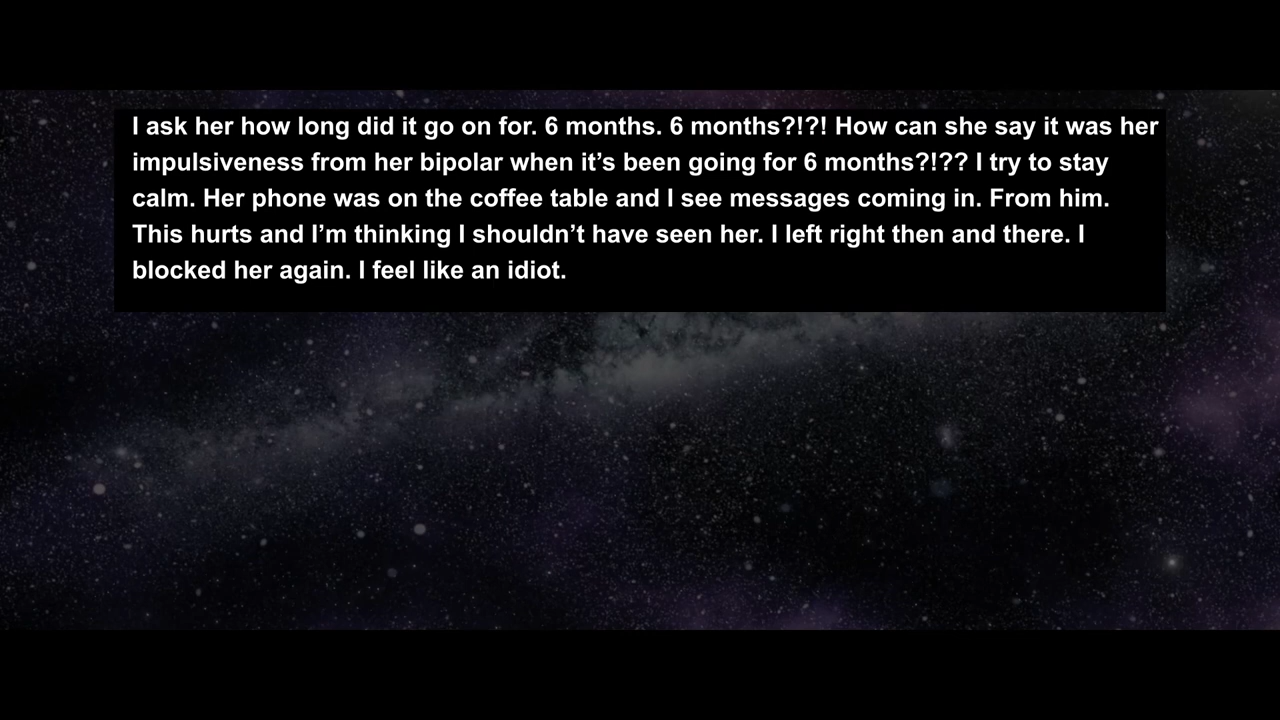 I ask her how long did it go on for. 6 months. 6 months?!?! How can she say it was her
impulsiveness from her bipolar when it’s been going for 6 months?!?? I try to stay
calm. Her phone was on the coffee table and I see messages coming in. From him.
This hurts and I’m thinking I shouldn’t have seen her. I left right then and there. I
blocked her again. I feel like an idiot.